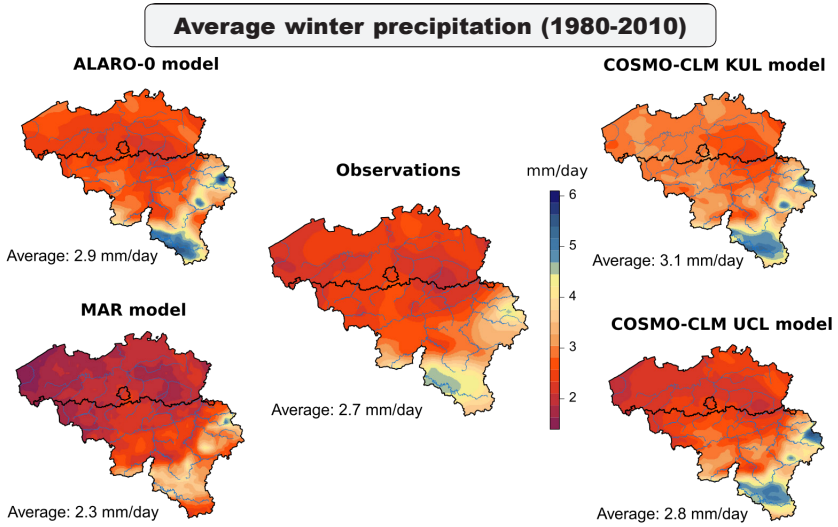 Average winter precipitation (1980-2010)
ALARO-0 model
COSMO-CLM KUL model
Observations
mm/day
6
5
4
3
2
Average: 2.9 mm/day
Average: 3.1 mm/day
MAR model
COSMO-CLM UCL model
Average: 2.7 mm/day
Average: 2.3 mm/day
Average: 2.8 mm/day